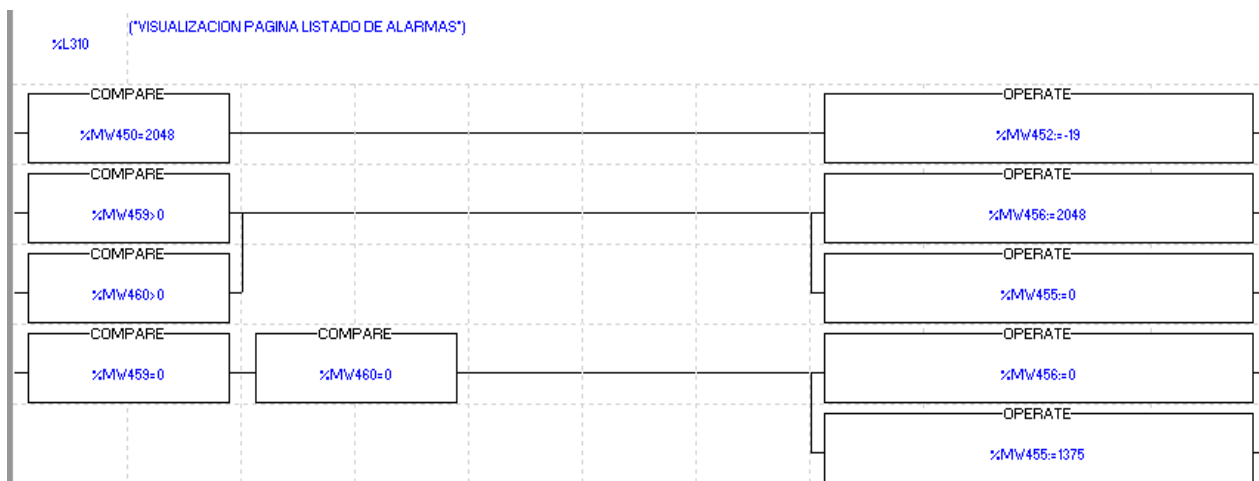 ("VISUALIZACION PAGINA LISTADO DE ALARMAS")
%L310
COMPARE OPERATE
%MW450=2048 %MW452:=-19
COMPARE OPERATE
%MW459>0 %MW456:=2048
COMPARE OPERATE
%MW460>0 %MW455:=0
COMPARE COMPARE OPERATE
%MW459=0 %MW460=0 %MW456:=0
OPERATE
%MW455:=1375